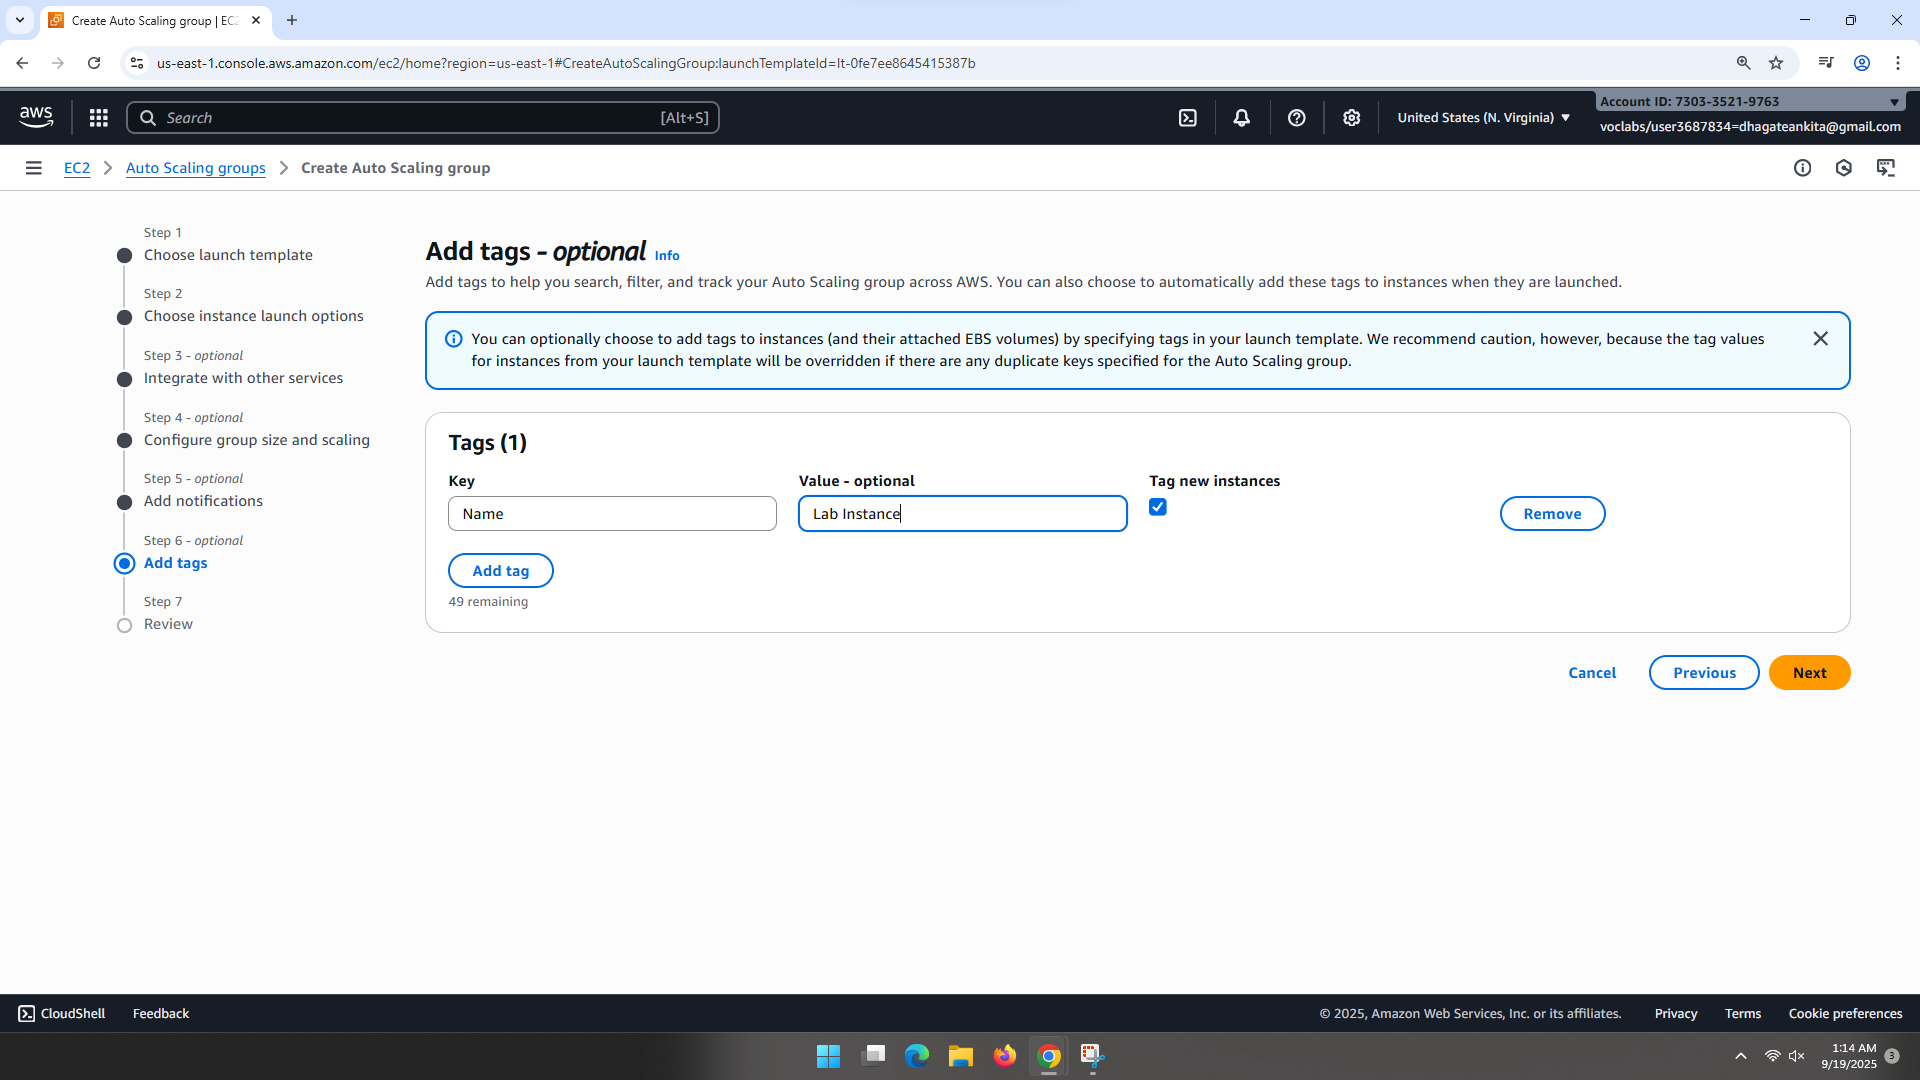 Create Auto Scaling group | EC2
us-east-1.console.aws.amazon.com/ec2/home?region=us-east-1#CreateAutoScalingGroup:launchTemplateId=lt-0fe7ee8645415387b
aws
Search
[Alt+S]
United States (N. Virginia)
Account ID: 7303-3521-9763
voclabs/user3687834=dhagateankita@gmail.com
EC2
Auto Scaling groups
Create Auto Scaling group
Step 1
Choose launch template
Step 2
Choose instance launch options
Step 3 - optional
Integrate with other services
Step 4 - optional
Configure group size and scaling
Step 5 - optional
Add notifications
Step 6 - optional
Add tags
Step 7
Review
Add tags - optional Info
Add tags to help you search, filter, and track your Auto Scaling group across AWS. You can also choose to automatically add these tags to instances when they are launched.
You can optionally choose to add tags to instances (and their attached EBS volumes) by specifying tags in your launch template. We recommend caution, however, because the tag values
for instances from your launch template will be overridden if there are any duplicate keys specified for the Auto Scaling group.
Tags (1)
Key
Value - optional
Tag new instances
Name
Lab Instance
Remove
Add tag
49 remaining
Cancel
Previous
Next
CloudShell
Feedback
© 2025, Amazon Web Services, Inc. or its affiliates.
Privacy
Terms
Cookie preferences
1:14 AM
9/19/2025
3